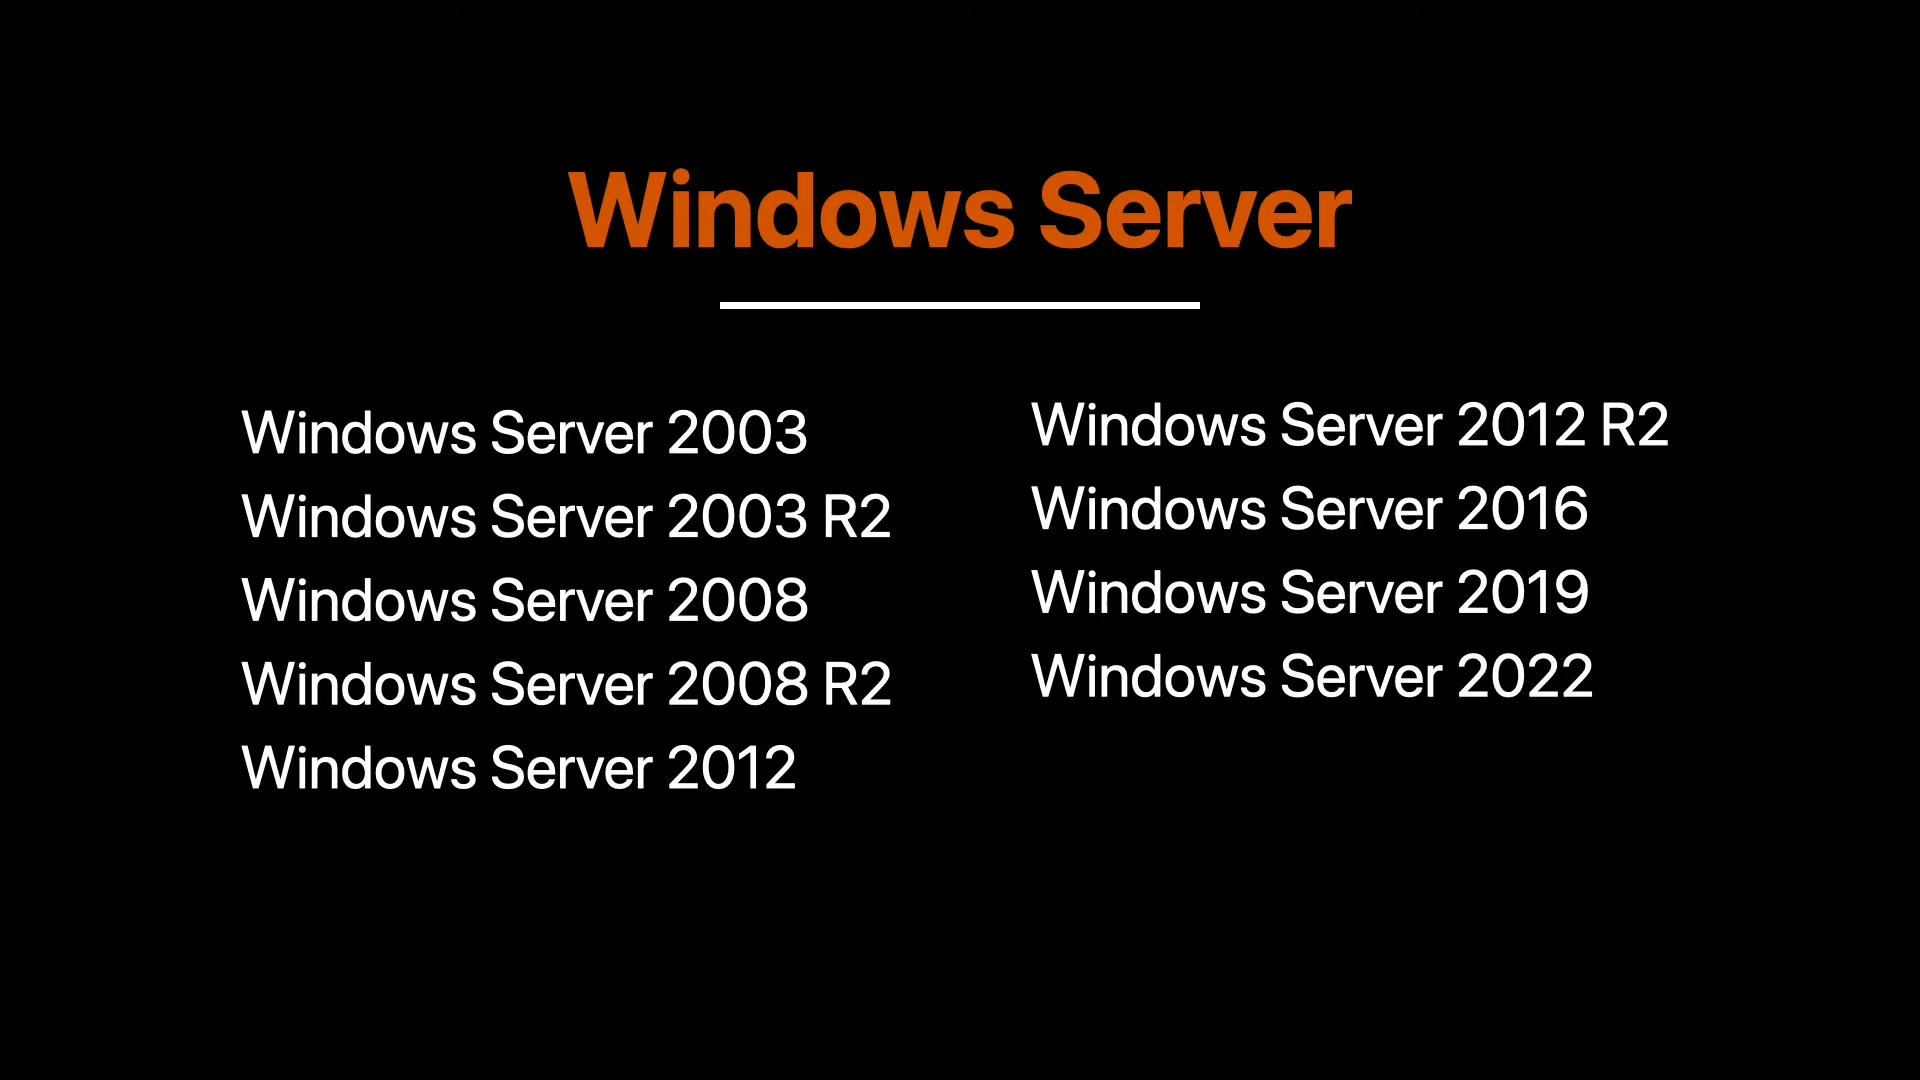 Windows Server
Windows Server 2003
Windows Server 2003 R2
Windows Server 2008
Windows Server 2008 R2
Windows Server 2012
Windows Server 2012 R2
Windows Server 2016
Windows Server 2019
Windows Server 2022